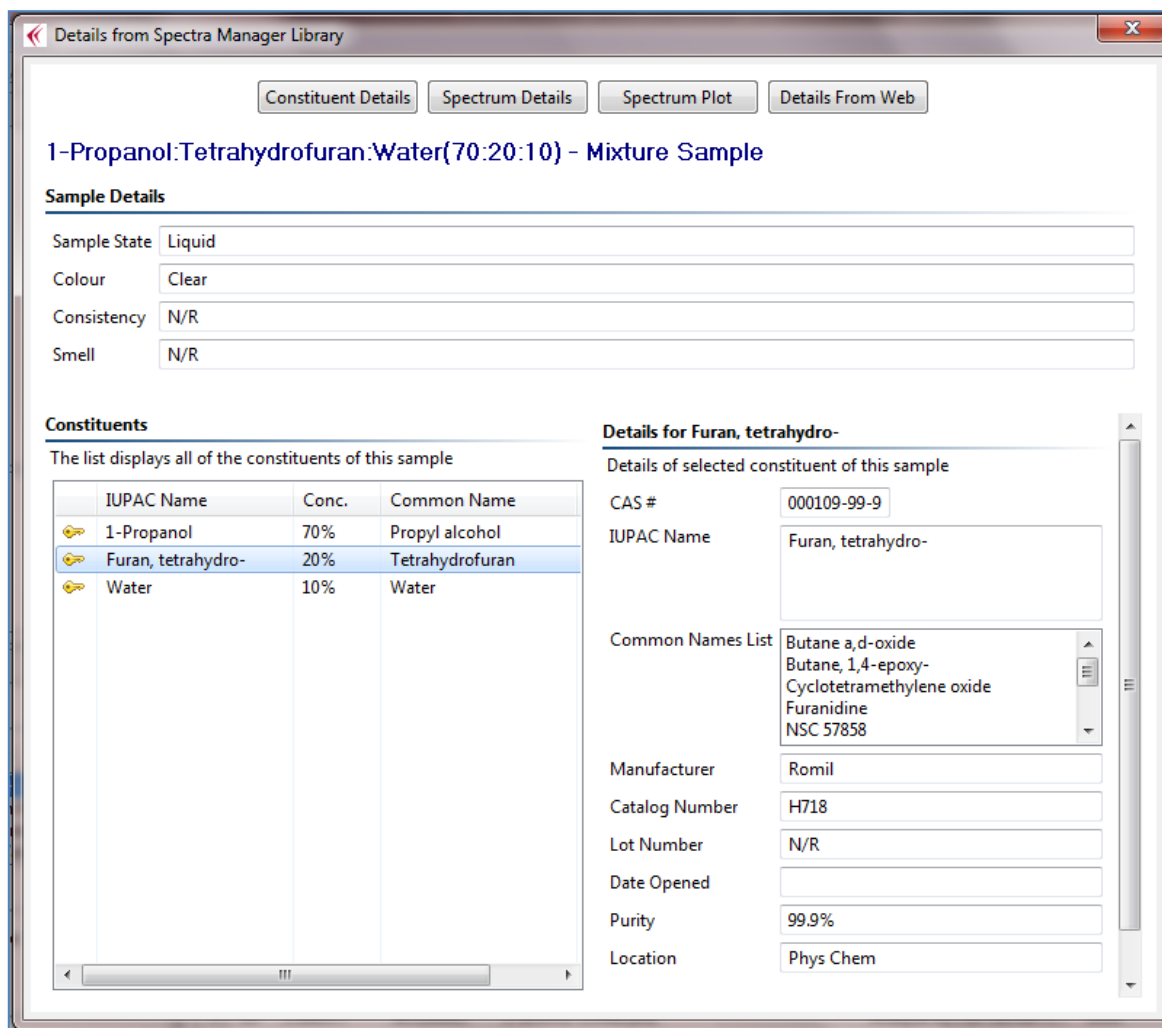 Details from Spectra Manager Library
X
Constituent Details Spectrum Details Spectrum Plot Details From Web
1-Propanol:Tetrahydrofuran:Water(70:20:10) - Mixture Sample
Sample Details
Sample State Liquid
Colour Clear
Consistency N/R
Smell N/R
Constituents
The list displays all of the constituents of this sample
IUPAC Name Conc. Common Name
1-Propanol 70% Propyl alcohol
Furan, tetrahydro- 20% Tetrahydrofuran
Water 10% Water
Details for Furan, tetrahydro-
Details of selected constituent of this sample
CAS # 000109-99-9
IUPAC Name Furan, tetrahydro-
Common Names List Butane a,d-oxide
Butane, 1,4-epoxy-
Cyclotetramethylene oxide
Furanidine
NSC 57858
Manufacturer Romil
Catalog Number H718
Lot Number N/R
Date Opened
Purity 99.9%
Location Phys Chem